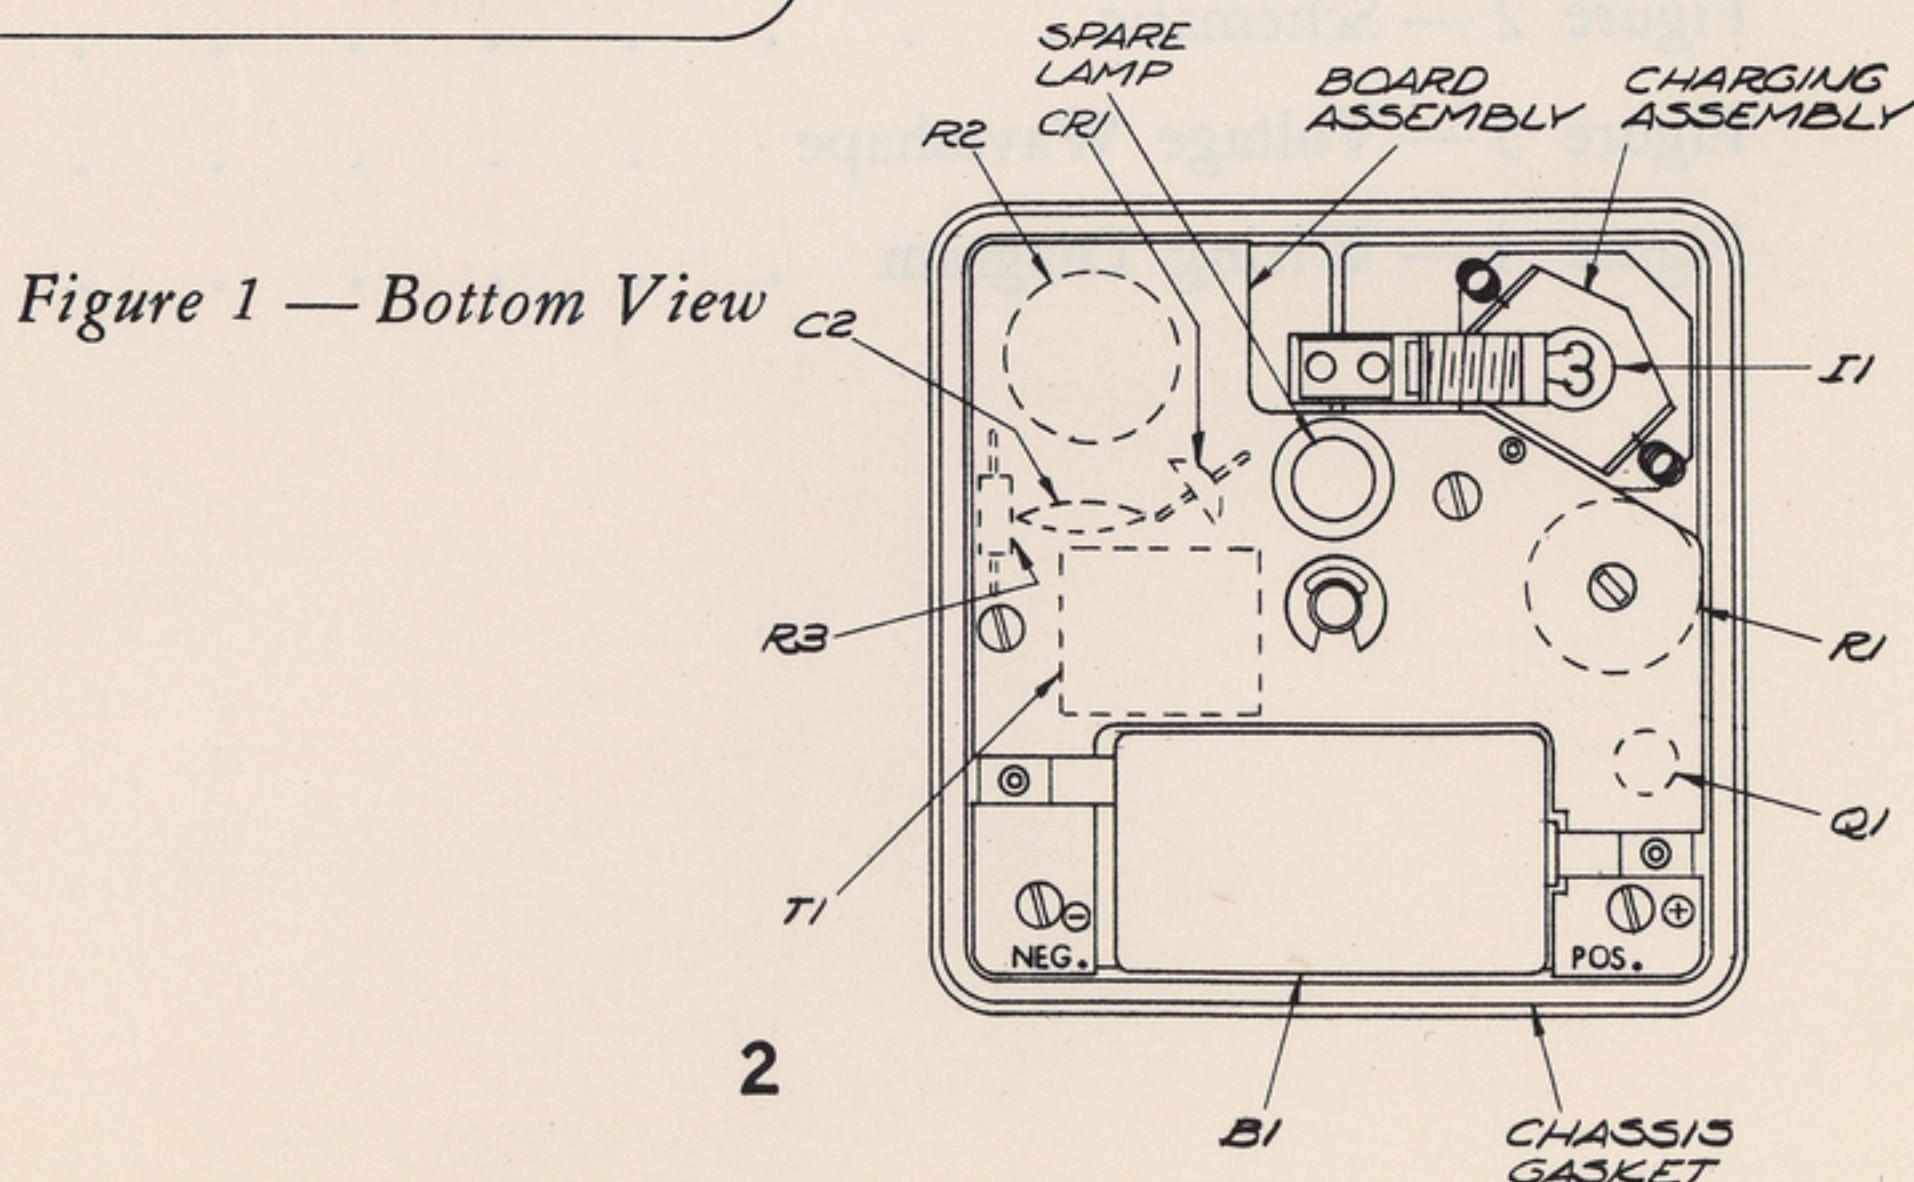 SPARE
LAMP
BOARD
ASSEMBLY
CHARGING
ASSEMBLY
R2
CR1
Figure 1 — Bottom View
C2
I1
R3
R1
T1
Q1
NEG.
POS.
2
B1
CHASSIS
GASKET